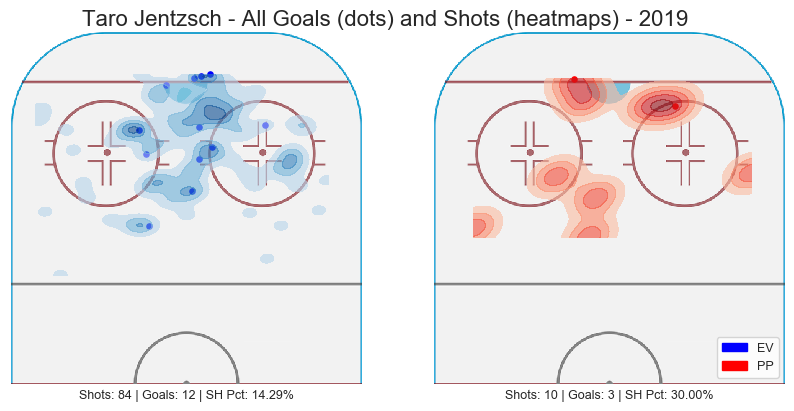 Taro Jentzsch - All Goals (dots) and Shots (heatmaps) - 2019
EV
PP
Shots: 84 | Goals: 12 | SH Pct: 14.29%
Shots: 10 | Goals: 3 | SH Pct: 30.00%